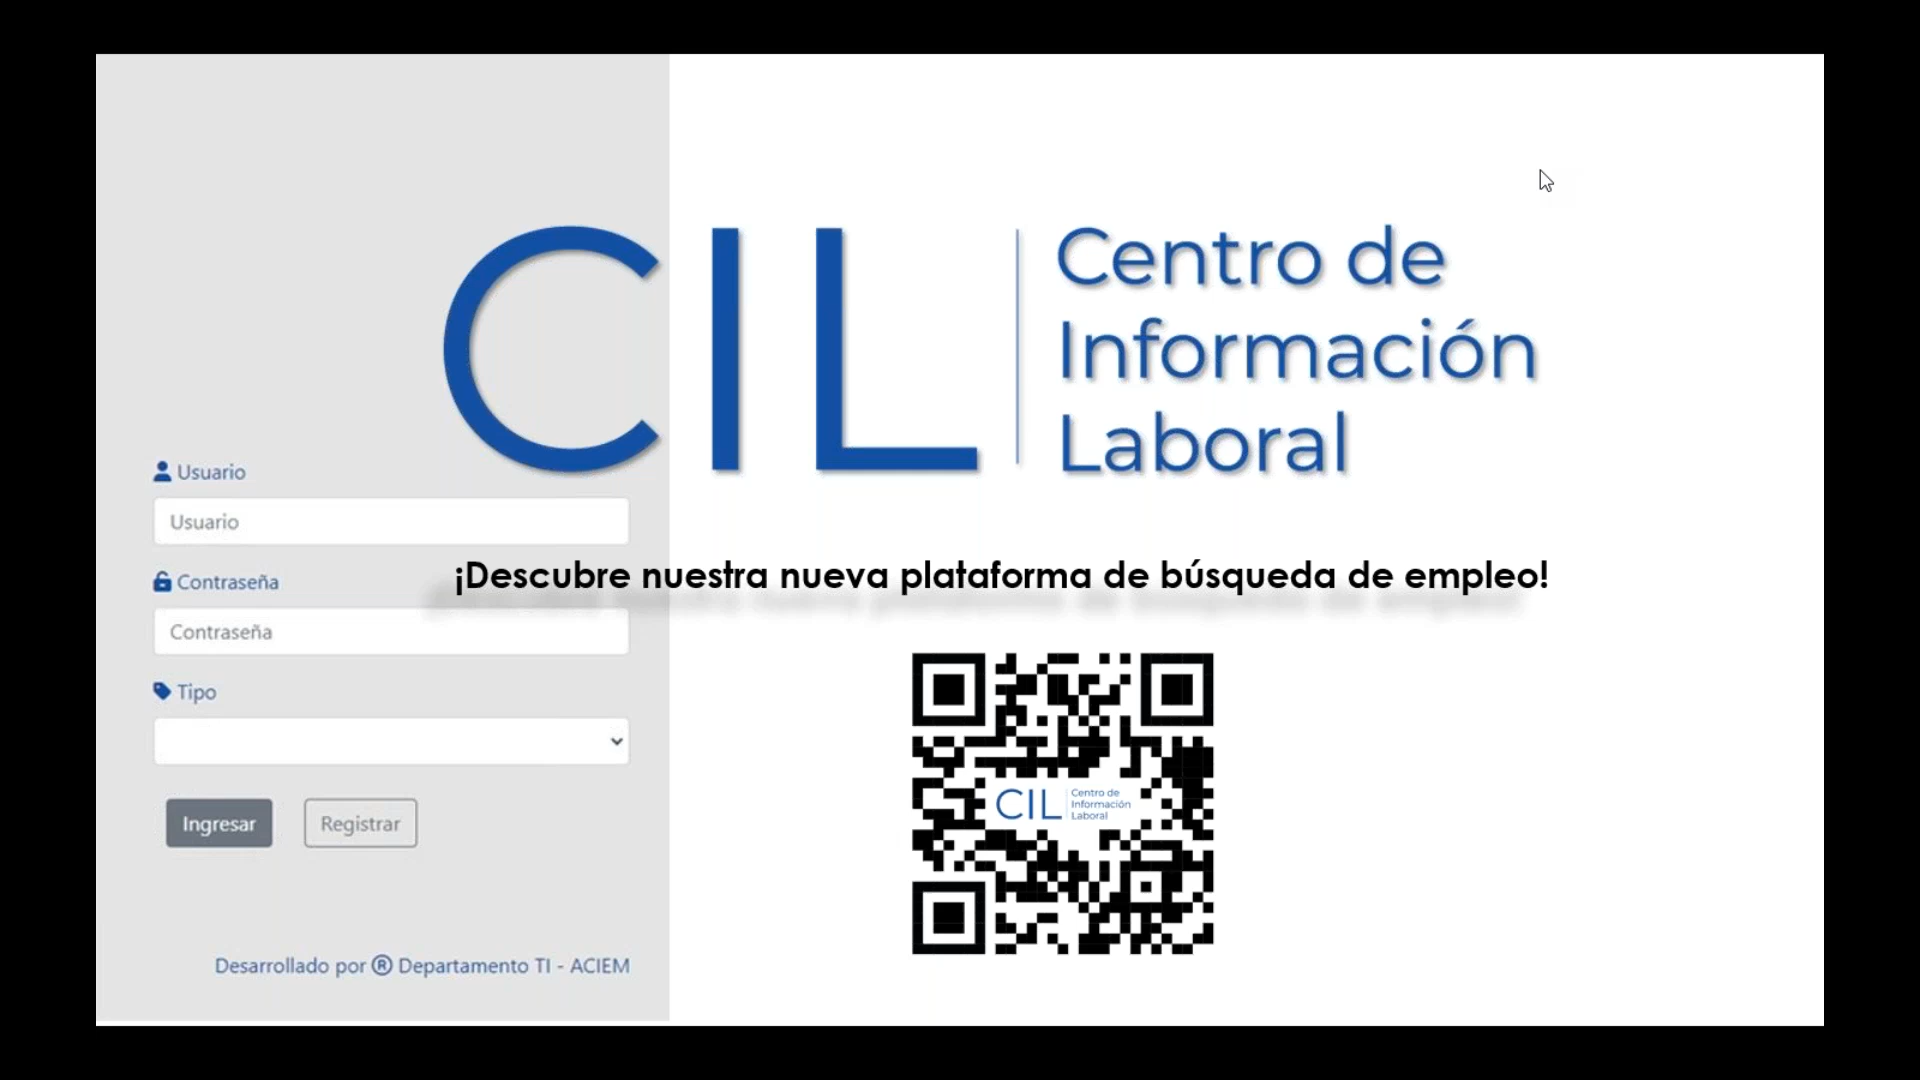 CIL
Centro de
Información
Laboral
Usuario
Usuario
¡Descubre nuestra nueva plataforma de búsqueda de empleo!
Contraseña
Contraseña
Tipo
CIL
Centro de
Información
Laboral
Ingresar
Registrar
Desarrollado por ® Departamento TI - ACIEM